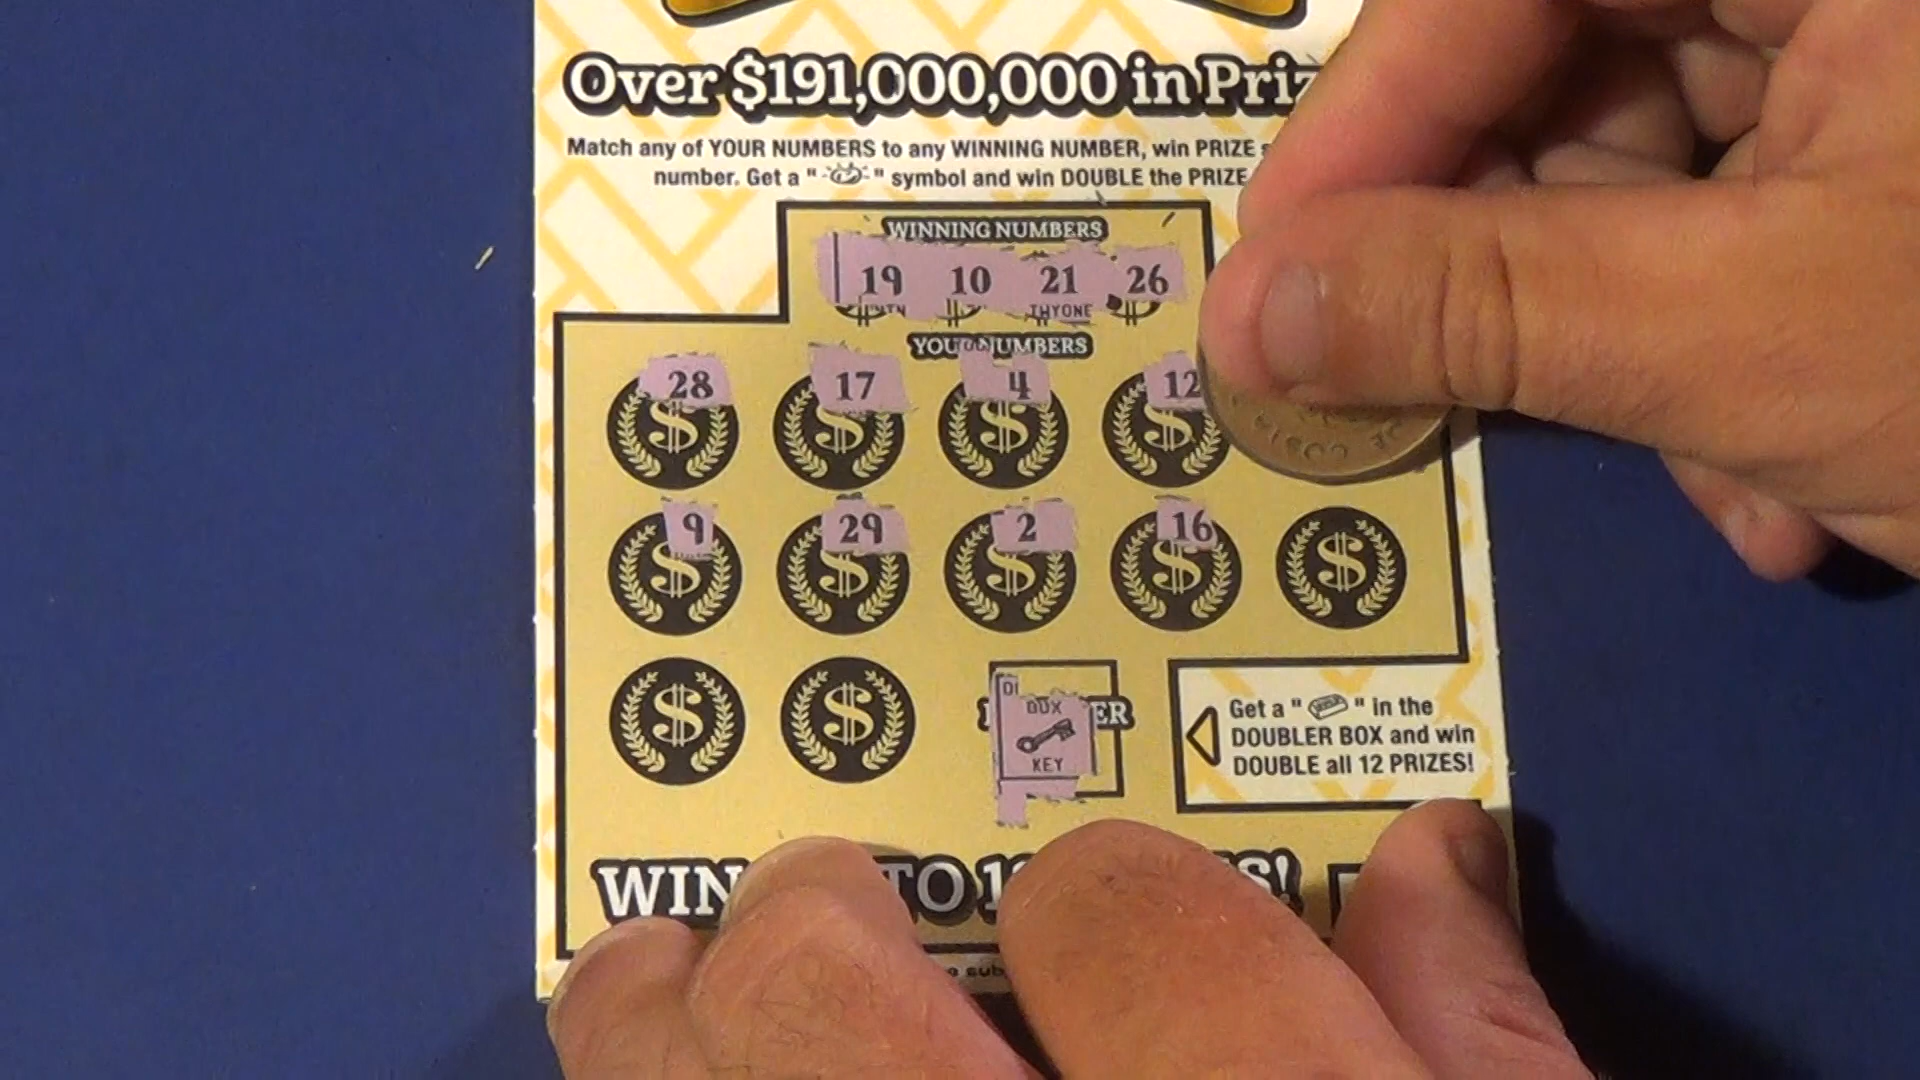 Over $191,000,000 in Priz
Match any of YOUR NUMBERS to any WINNING NUMBER, win PRIZE
number. Get a " " symbol and win DOUBLE the PRIZE
WINNING NUMBERS
19 10 21 26
THYONE
YOUR NUMBERS
28 17 4 12
9 29 2 16
BOX
KEY
ER
Get a " " in the
DOUBLER BOX and win
DOUBLE all 12 PRIZES!
WIN TO 1 S!
sub